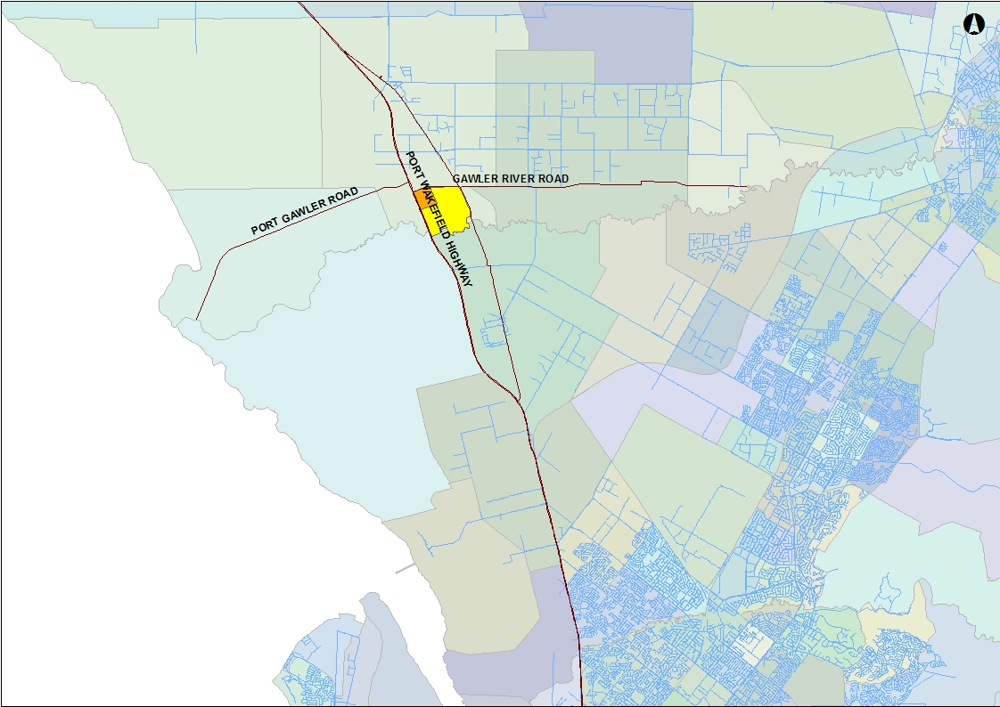 GAWLER RIVER ROAD
PORT GAWLER ROAD
PORT WAKEFIELD HIGHWAY